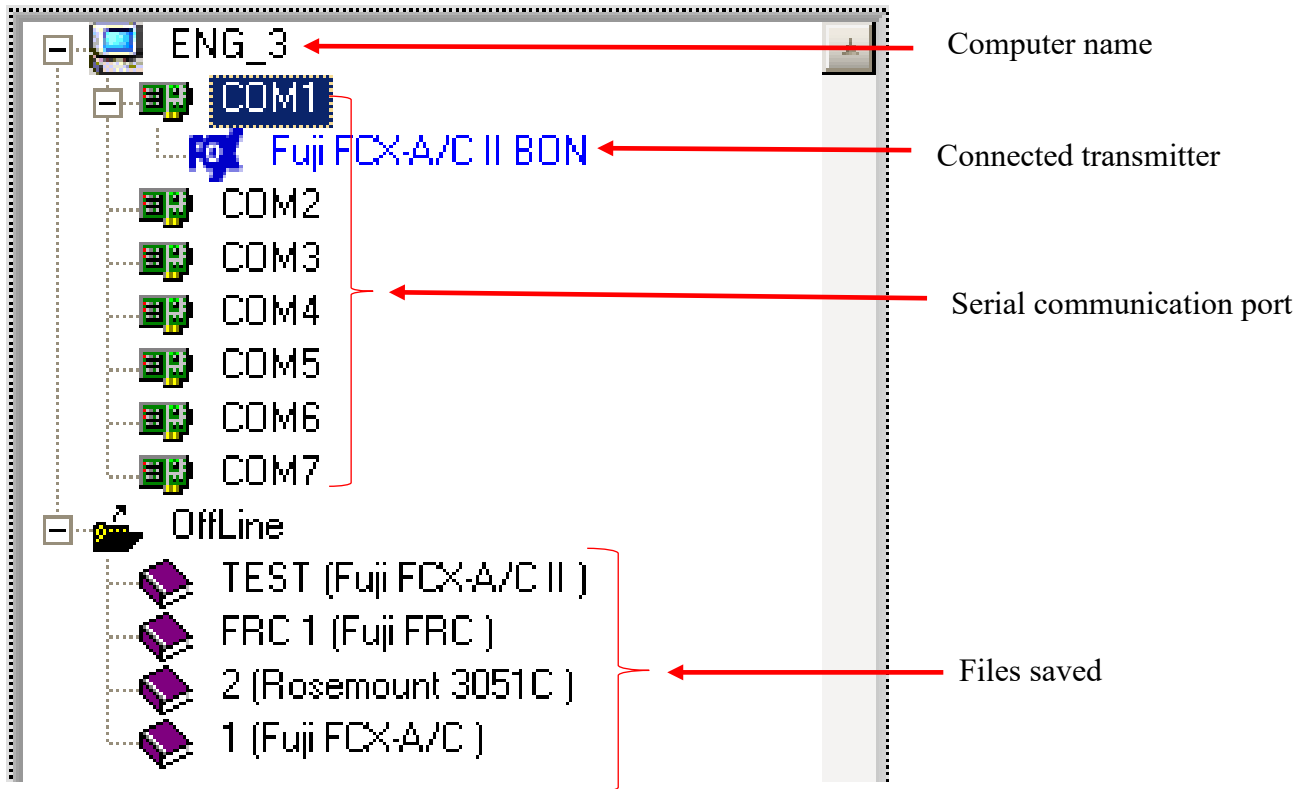 ENG_3
Computer name
COM1
Fuji FCX-A/C II BON
Connected transmitter
COM2
COM3
COM4
Serial communication port
COM5
COM6
COM7
OffLine
TEST (Fuji FCX-A/C II )
FRC 1 (Fuji FRC )
2 (Rosemount 3051C )
Files saved
1 (Fuji FCX-A/C )